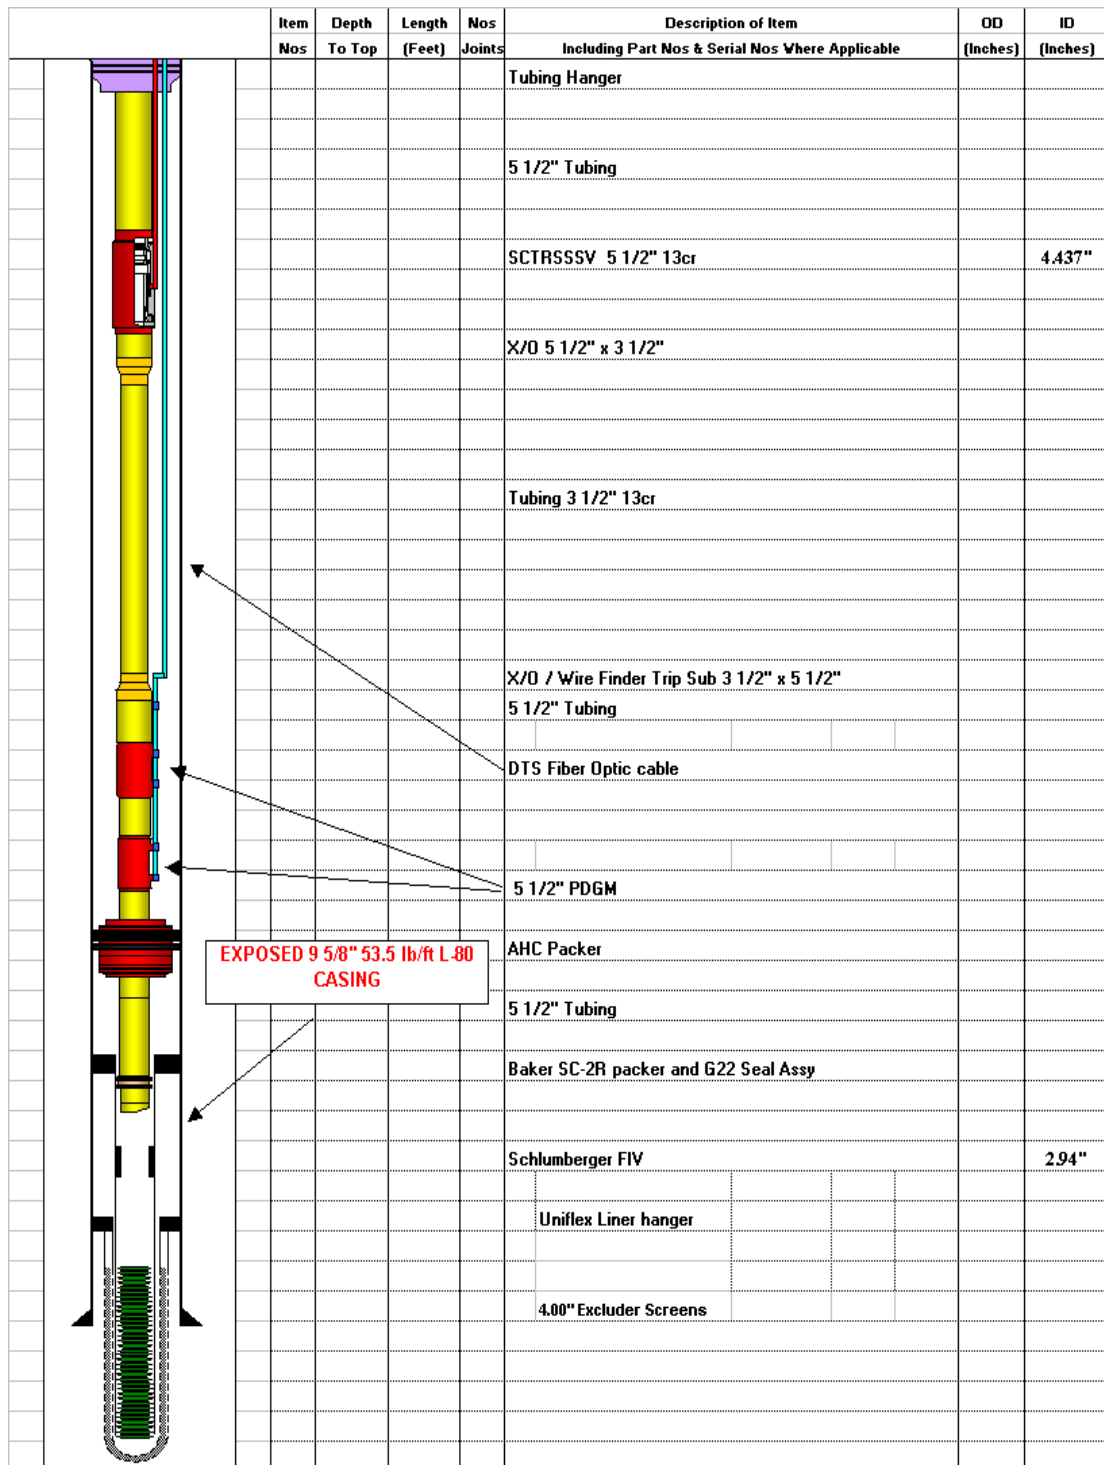 Item Depth Length Nos Description of Item OD ID
Nos To Top (Feet) Joints Including Part Nos & Serial Nos Where Applicable (Inches) (Inches)
Tubing Hanger
5 1/2" Tubing
SCTRSSSV 5 1/2" 13cr 4.437"
X/O 5 1/2" x 3 1/2"
Tubing 3 1/2" 13cr
X/O / Wire Finder Trip Sub 3 1/2" x 5 1/2"
5 1/2" Tubing
DTS Fiber Optic cable
5 1/2" PDGM
EXPOSED 9 5/8" 53.5 lb/ft L-80
CASING
AHC Packer
5 1/2" Tubing
Baker SC-2R packer and G22 Seal Assy
Schlumberger FIV 2.94"
Uniflex Liner hanger
4.00" Excluder Screens